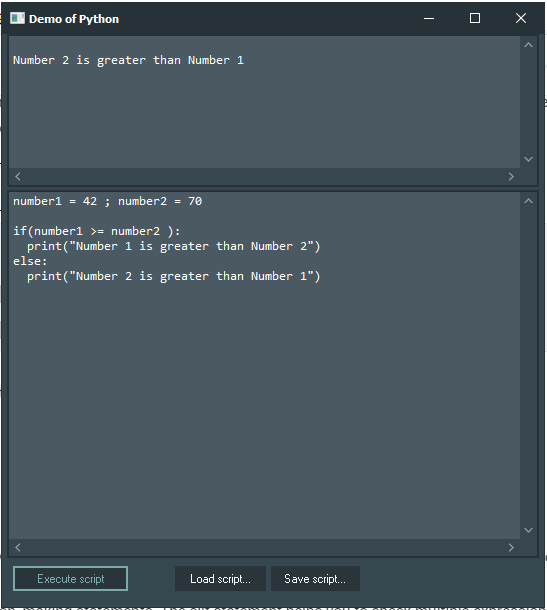 Demo of Python
Number 2 is greater than Number 1
number1 = 42 ; number2 = 70
if(number1 >= number2 ):
  print("Number 1 is greater than Number 2")
else:
  print("Number 2 is greater than Number 1")
Execute script
Load script...
Save script...